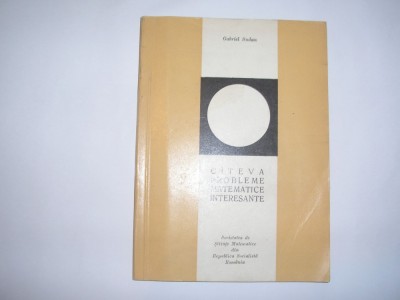 Gabriel Sudan
CÎTEVA
PROBLEME
MATEMATICE
INTERESANTE
Societatea de
Științe Matematice
din
Republica Socialistă
România